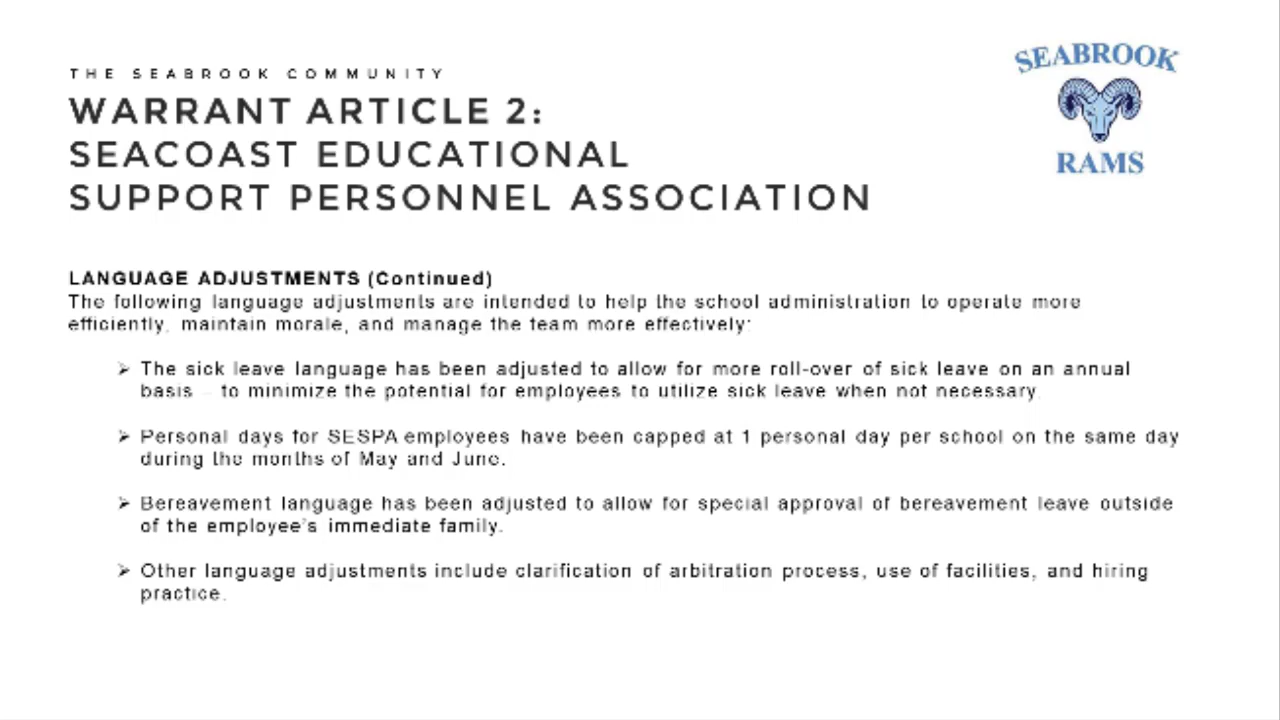 THE SEABROOK COMMUNITY
WARRANT ARTICLE 2:
SEACOAST EDUCATIONAL
SUPPORT PERSONNEL ASSOCIATION
SEABROOK
RAMS
LANGUAGE ADJUSTMENTS (Continued)
The following language adjustments are intended to help the school administration to operate more
efficiently, maintain morale, and manage the team more effectively:
➢ The sick leave language has been adjusted to allow for more roll-over of sick leave on an annual
basis – to minimize the potential for employees to utilize sick leave when not necessary.
➢ Personal days for SESPA employees have been capped at 1 personal day per school on the same day
during the months of May and June.
➢ Bereavement language has been adjusted to allow for special approval of bereavement leave outside
of the employee's immediate family.
➢ Other language adjustments include clarification of arbitration process, use of facilities, and hiring
practice.